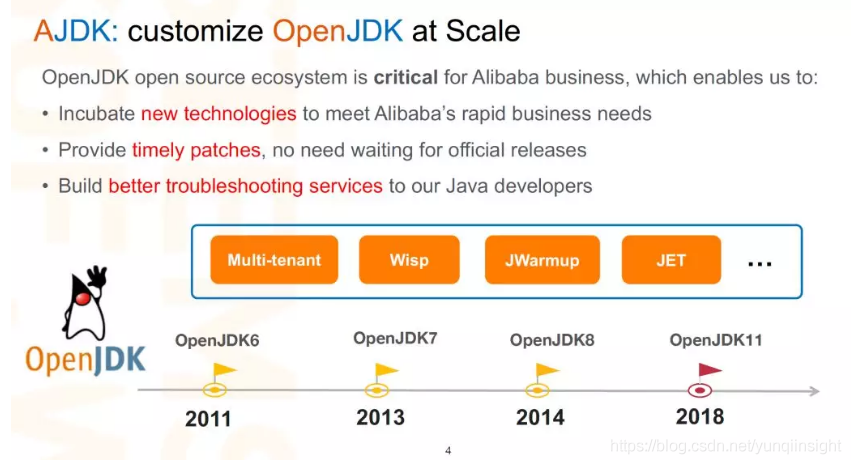 AJDK: customize OpenJDK at Scale
OpenJDK open source ecosystem is critical for Alibaba business, which enables us to:
• Incubate new technologies to meet Alibaba's rapid business needs
• Provide timely patches, no need waiting for official releases
• Build better troubleshooting services to our Java developers
Multi-tenant Wisp JWarmup JET ...
OpenJDK
OpenJDK6 OpenJDK7 OpenJDK8 OpenJDK11
2011 2013 2014 2018
4
https://blog.csdn.net/yunqiinsight